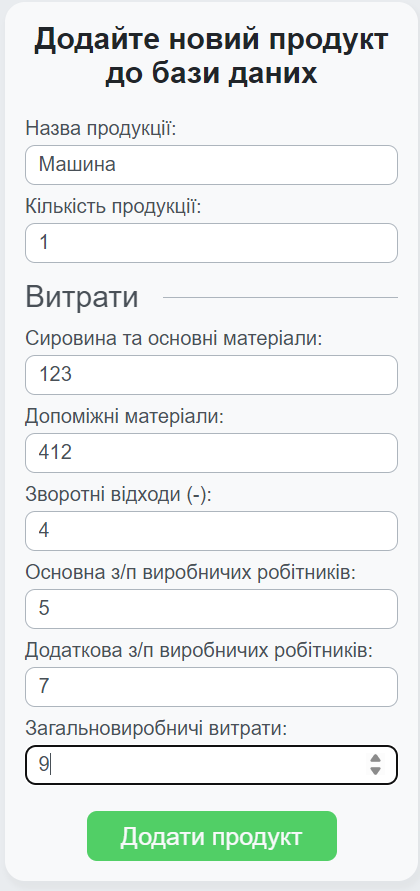 Додайте новий продукт
до бази даних
Назва продукції:
Машина
Кількість продукції:
1
Витрати
Сировина та основні матеріали:
123
Допоміжні матеріали:
412
Зворотні відходи (-):
4
Основна з/п виробничих робітників:
5
Додаткова з/п виробничих робітників:
7
Загальновиробничі витрати:
9
Додати продукт